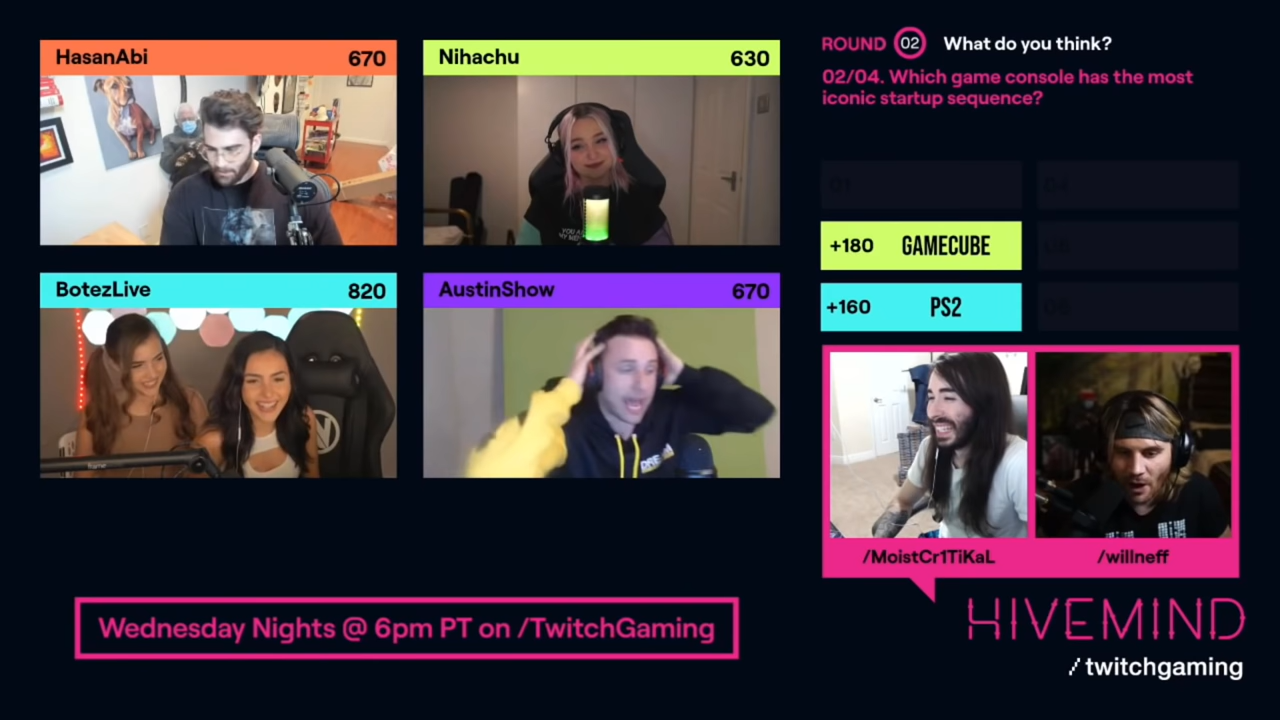 HasanAbi 670
Nihachu 630
BotezLive 820
AustinShow 670
Wednesday Nights @ 6pm PT on /TwitchGaming
ROUND 02 What do you think?
02/04. Which game console has the most
iconic startup sequence?
01 04
+180 GAMECUBE
+160 PS2
/MoistCr1TiKaL /willneff
HIVEMIND
/twitchgaming